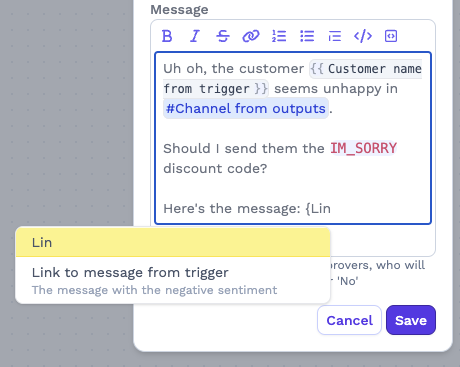 Message
Uh oh, the customer {{ Customer name
from trigger }} seems unhappy in
#Channel from outputs.
Should I send them the IM_SORRY
discount code?
Here's the message: {Lin
Lin
Link to message from trigger
The message with the negative sentiment
provers, who will
'No'
Cancel Save